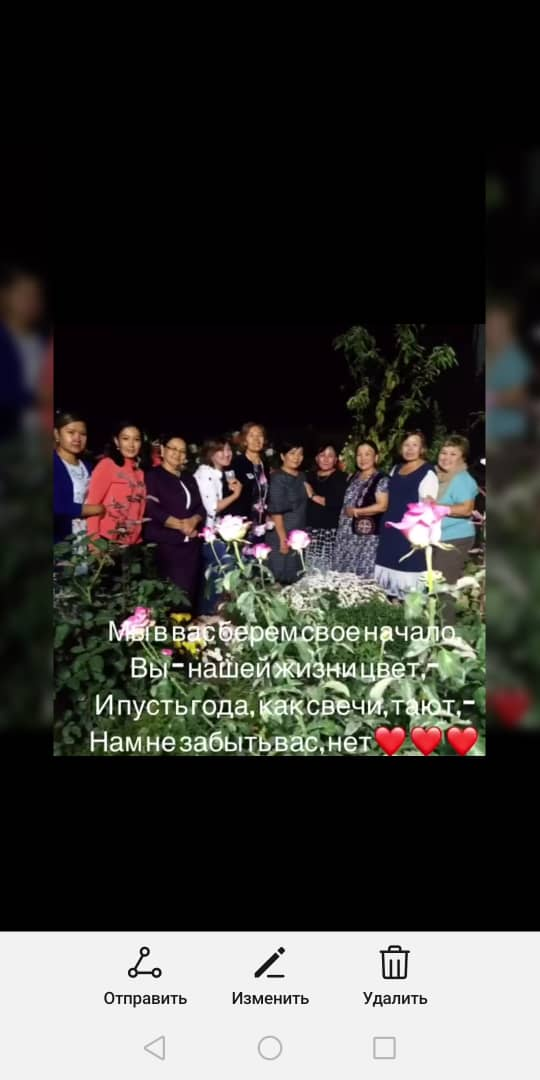 Мы в вас берем свое начало,
Вы - нашей жизни цвет,-
И пусть года, как свечи, тают,-
Нам не забыть вас, нет❤️❤️❤️
Отправить Изменить Удалить